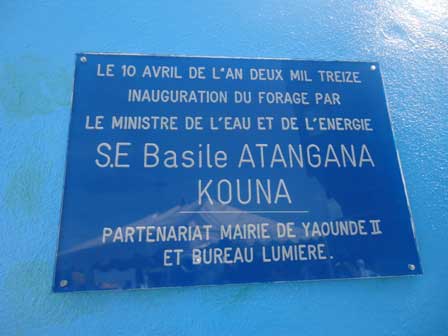 LE 10 AVRIL DE L'AN DEUX MIL TREIZE
INAUGURATION DU FORAGE PAR
LE MINISTRE DE L'EAU ET DE L'ENERGIE
S.E Basile ATANGANA
KOUNA
PARTENARIAT MAIRIE DE YAOUNDE II
ET BUREAU LUMIERE.